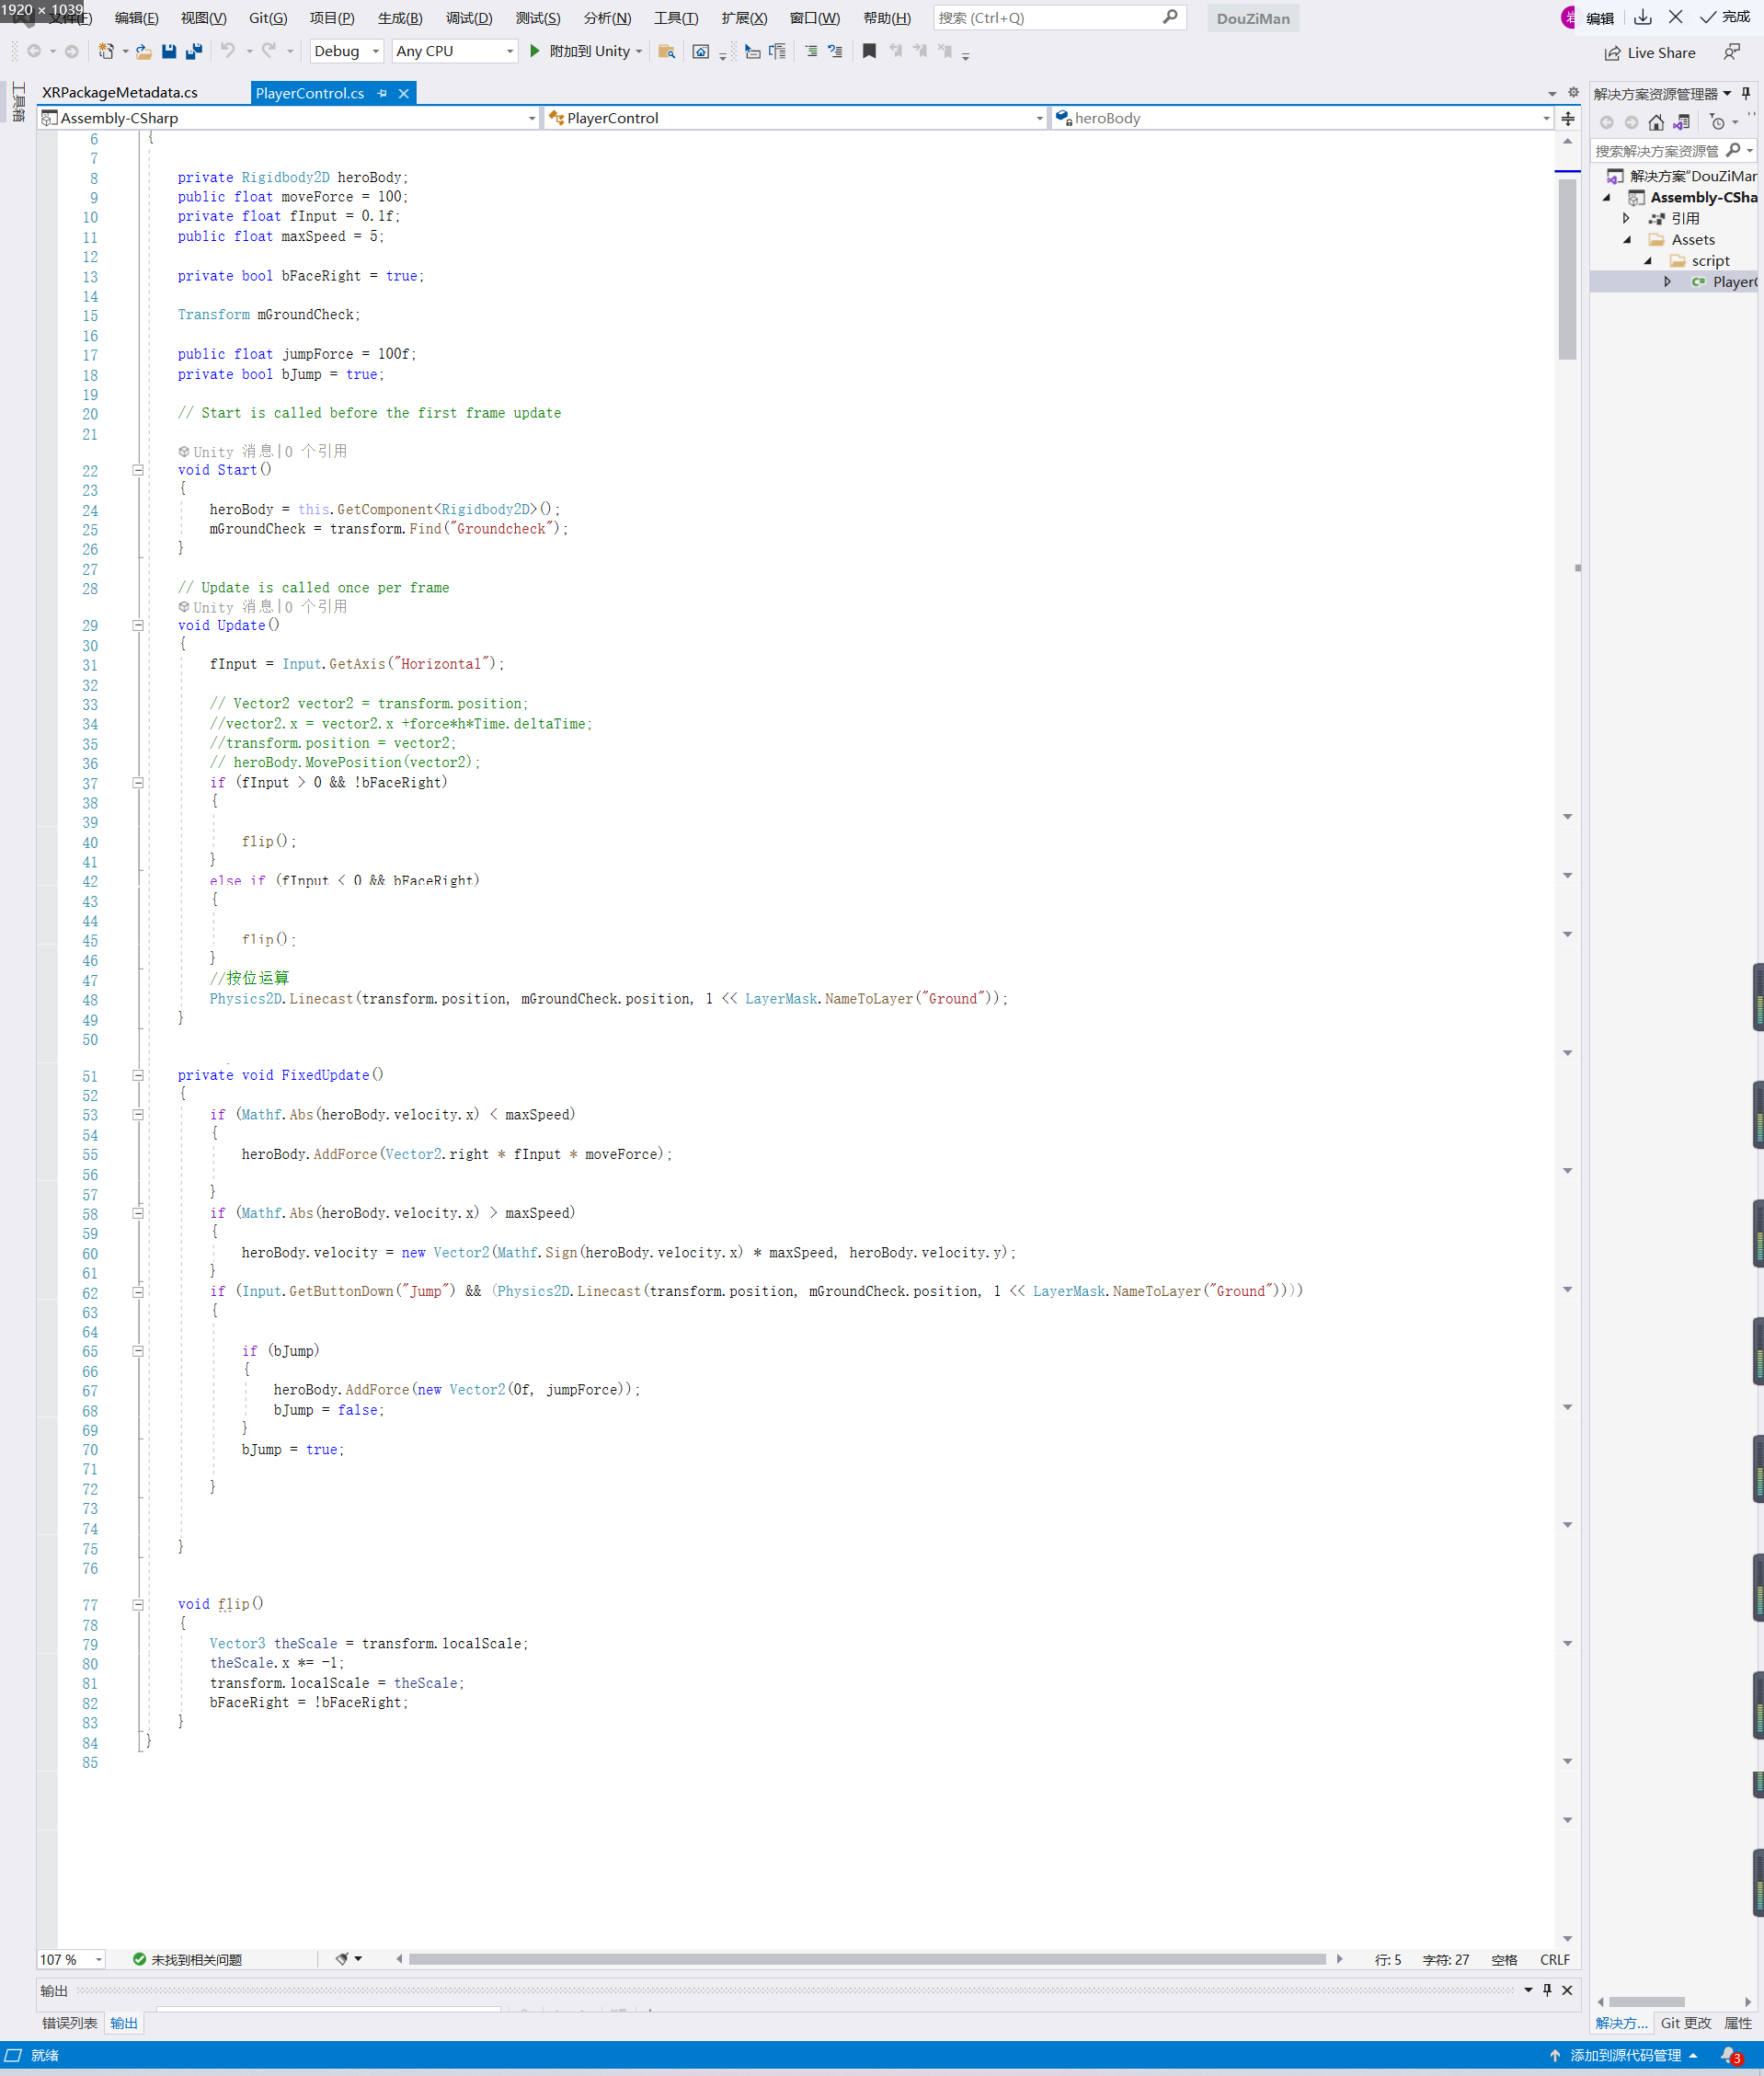 1920 × 1039
文件(F) 编辑(E) 视图(V) Git(G) 项目(P) 生成(B) 调试(D) 测试(S) 分析(N) 工具(T) 扩展(X) 窗口(W) 帮助(H) 搜索 (Ctrl+Q) DouZiMan 编辑 完成
Debug Any CPU 附加到 Unity Live Share
工具箱
XRPackageMetadata.cs PlayerControl.cs
解决方案资源管理器
Assembly-CSharp PlayerControl heroBody
搜索解决方案资源管
解决方案"DouZiMar
Assembly-CSha
引用
Assets
script
PlayerC
6 {
7
8 private Rigidbody2D heroBody;
9 public float moveForce = 100;
10 private float fInput = 0.1f;
11 public float maxSpeed = 5;
12
13 private bool bFaceRight = true;
14
15 Transform mGroundCheck;
16
17 public float jumpForce = 100f;
18 private bool bJump = true;
19
20 // Start is called before the first frame update
21
Unity 消息|0 个引用
22 void Start()
23 {
24 heroBody = this.GetComponent<Rigidbody2D>();
25 mGroundCheck = transform.Find("Groundcheck");
26 }
27
28 // Update is called once per frame
Unity 消息|0 个引用
29 void Update()
30 {
31 fInput = Input.GetAxis("Horizontal");
32
33 // Vector2 vector2 = transform.position;
34 //vector2.x = vector2.x +force*h*Time.deltaTime;
35 //transform.position = vector2;
36 // heroBody.MovePosition(vector2);
37 if (fInput > 0 && !bFaceRight)
38 {
39
40 flip();
41 }
42 else if (fInput < 0 && bFaceRight)
43 {
44
45 flip();
46 }
47 //按位运算
48 Physics2D.Linecast(transform.position, mGroundCheck.position, 1 << LayerMask.NameToLayer("Ground"));
49 }
50
51 private void FixedUpdate()
52 {
53 if (Mathf.Abs(heroBody.velocity.x) < maxSpeed)
54 {
55 heroBody.AddForce(Vector2.right * fInput * moveForce);
56
57 }
58 if (Mathf.Abs(heroBody.velocity.x) > maxSpeed)
59 {
60 heroBody.velocity = new Vector2(Mathf.Sign(heroBody.velocity.x) * maxSpeed, heroBody.velocity.y);
61 }
62 if (Input.GetButtonDown("Jump") && (Physics2D.Linecast(transform.position, mGroundCheck.position, 1 << LayerMask.NameToLayer("Ground"))))
63 {
64
65 if (bJump)
66 {
67 heroBody.AddForce(new Vector2(0f, jumpForce));
68 bJump = false;
69 }
70 bJump = true;
71
72 }
73
74
75 }
76
77 void flip()
78 {
79 Vector3 theScale = transform.localScale;
80 theScale.x *= -1;
81 transform.localScale = theScale;
82 bFaceRight = !bFaceRight;
83 }
84 }
85
107 % 未找到相关问题 行: 5 字符: 27 空格 CRLF
输出
错误列表 输出 解决方... Git 更改 属性
就绪 添加到源代码管理 3